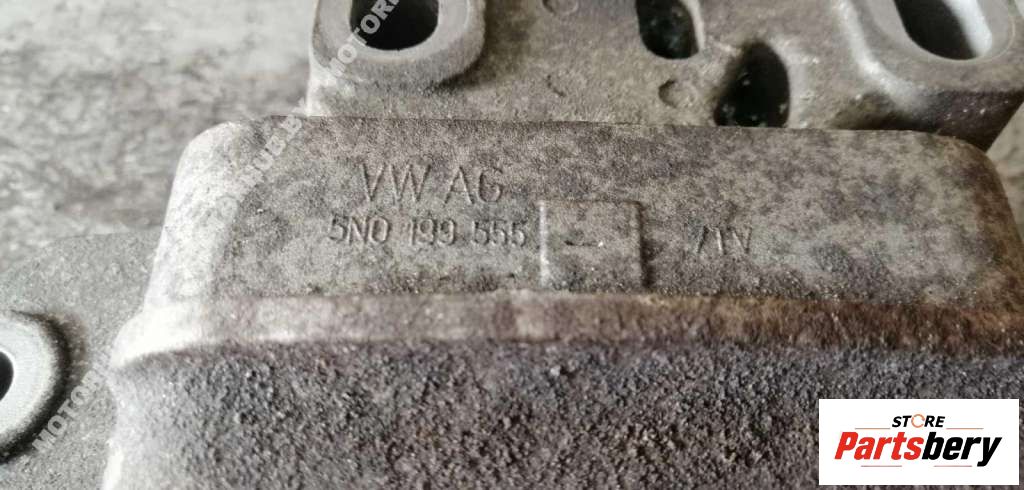 VW AG
5N0 199 555
STORE
Partsbery